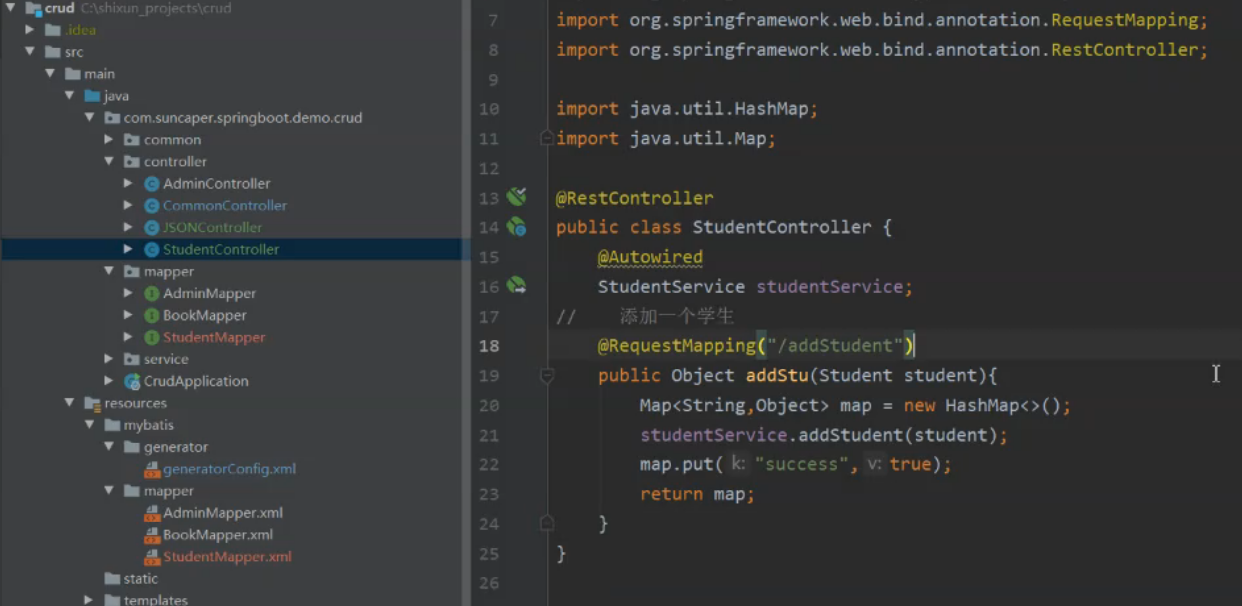 crud C:\shixun_projects\crud
.idea
src
main
java
com.suncaper.springboot.demo.crud
common
controller
AdminController
CommonController
JSONController
StudentController
mapper
AdminMapper
BookMapper
StudentMapper
service
CrudApplication
resources
mybatis
generator
generatorConfig.xml
mapper
AdminMapper.xml
BookMapper.xml
StudentMapper.xml
static
templates
7 import org.springframework.web.bind.annotation.RequestMapping;
8 import org.springframework.web.bind.annotation.RestController;
9
10 import java.util.HashMap;
11 import java.util.Map;
12
13 @RestController
14 public class StudentController {
15 @Autowired
16 StudentService studentService;
17 // 添加一个学生
18 @RequestMapping("/addStudent")
19 public Object addStu(Student student){
20 Map<String,Object> map = new HashMap<>();
21 studentService.addStudent(student);
22 map.put( k: "success", v: true);
23 return map;
24 }
25 }
26